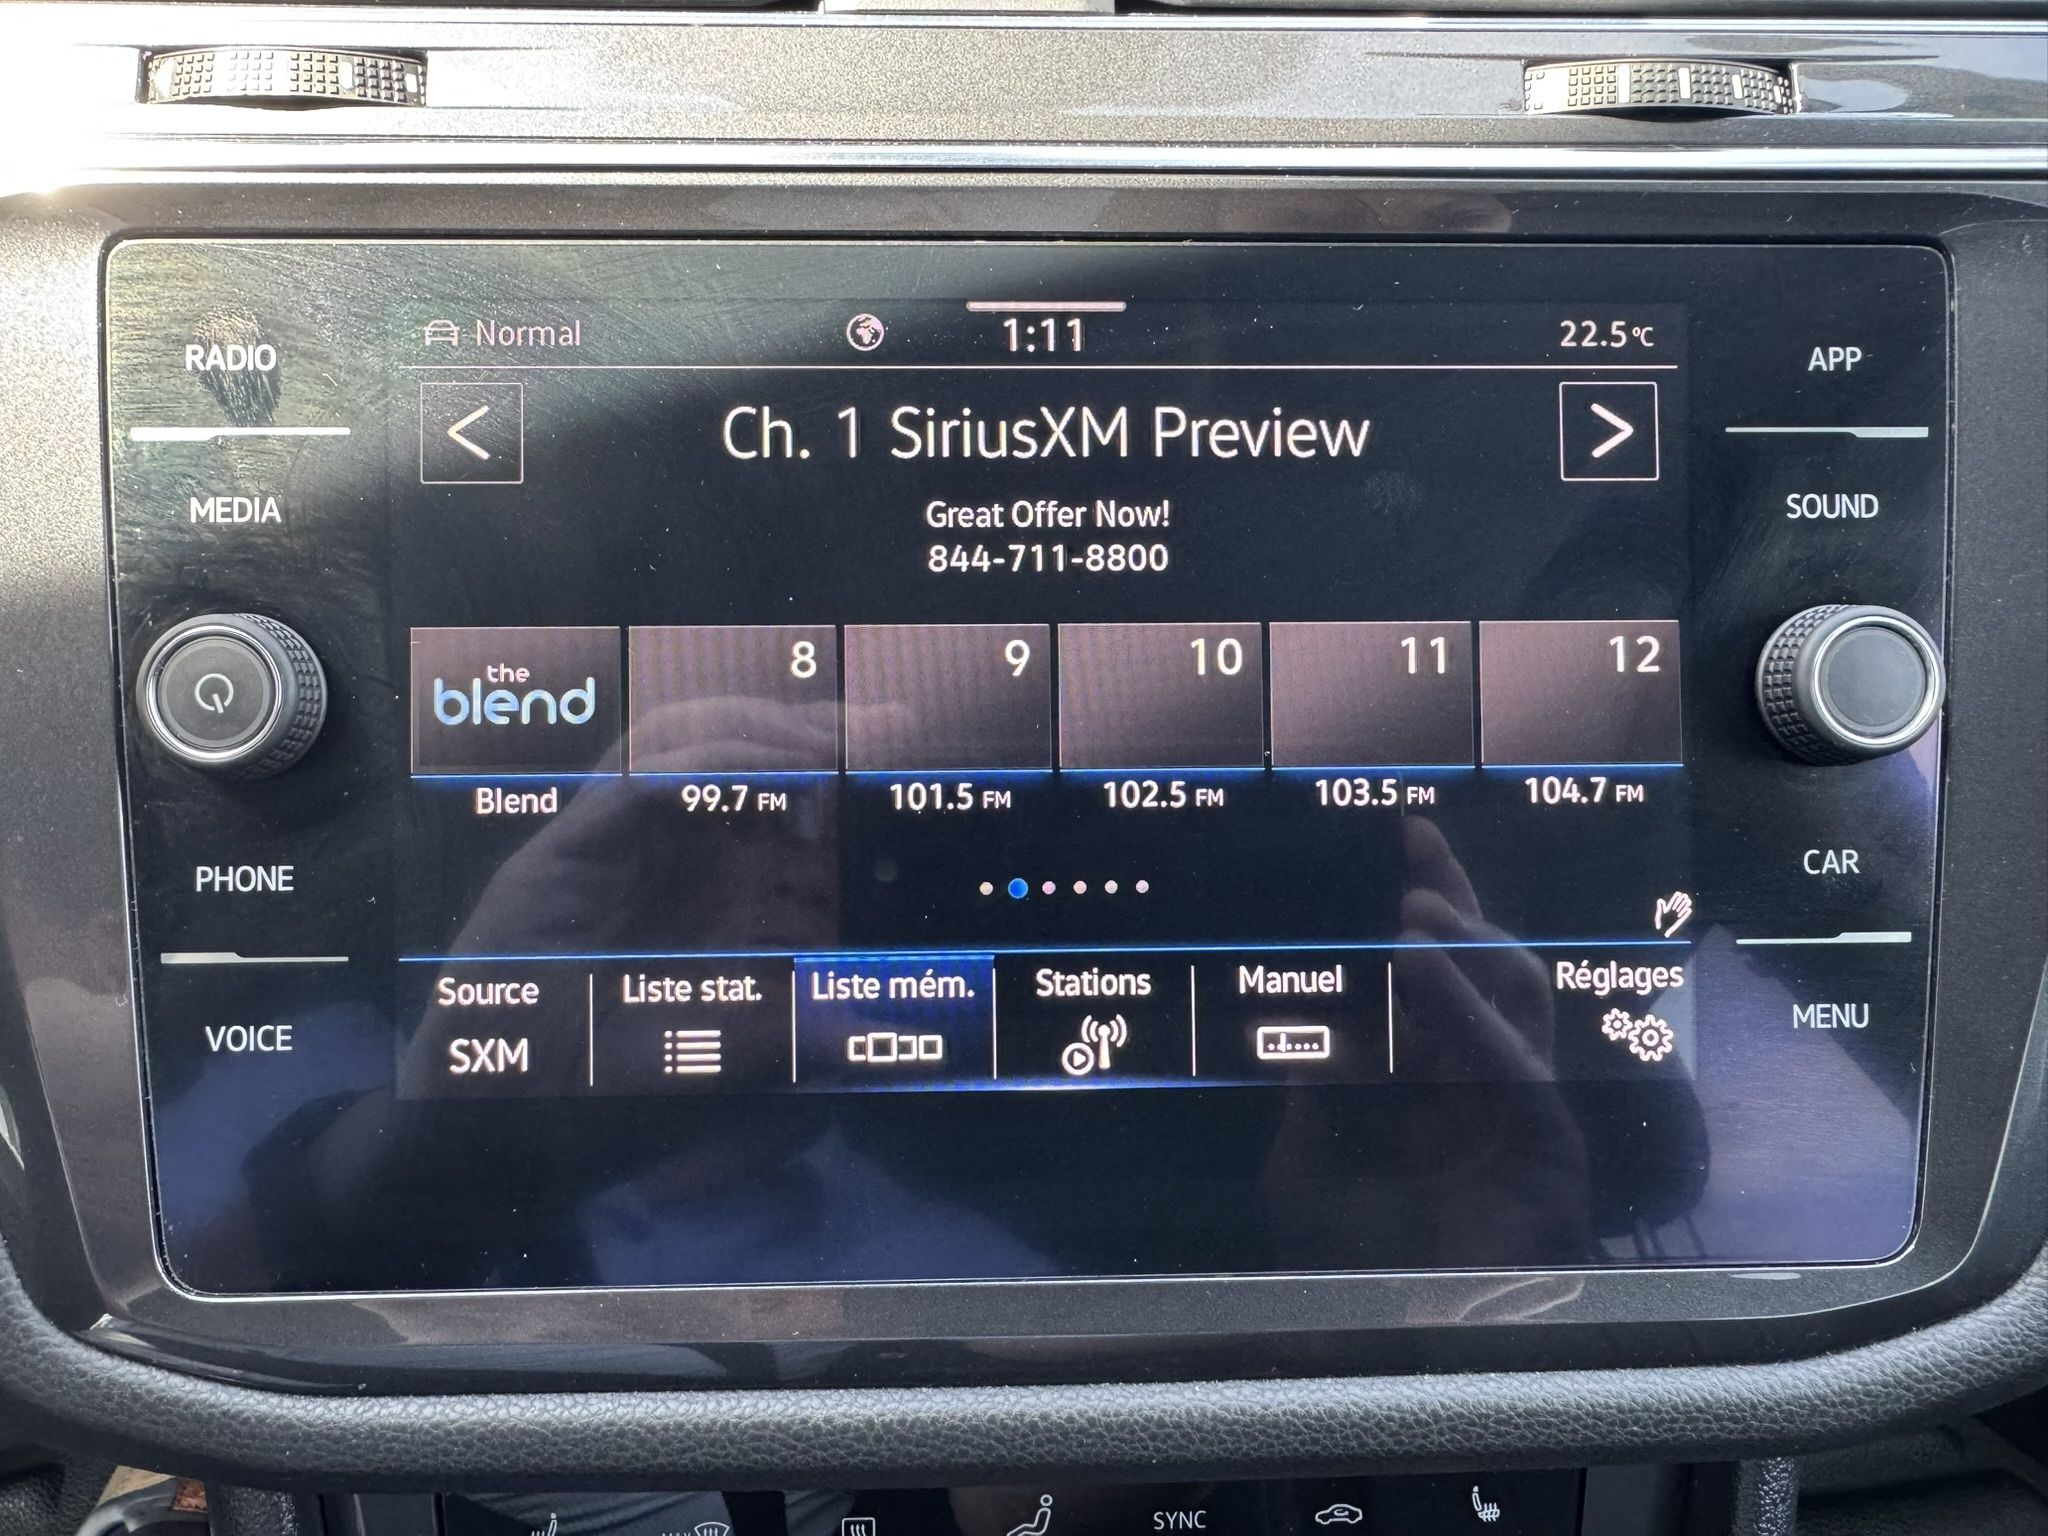 Normal
1:11
22.5°C
RADIO
APP
< Ch. 1 SiriusXM Preview >
MEDIA
SOUND
Great Offer Now!
844-711-8800
the
blend
8
9
10
11
12
Blend
99.7 FM
101.5 FM
102.5 FM
103.5 FM
104.7 FM
PHONE
CAR
Source
Liste stat.
Liste mém.
Stations
Manuel
Réglages
SXM
VOICE
MENU
MAX
SYNC